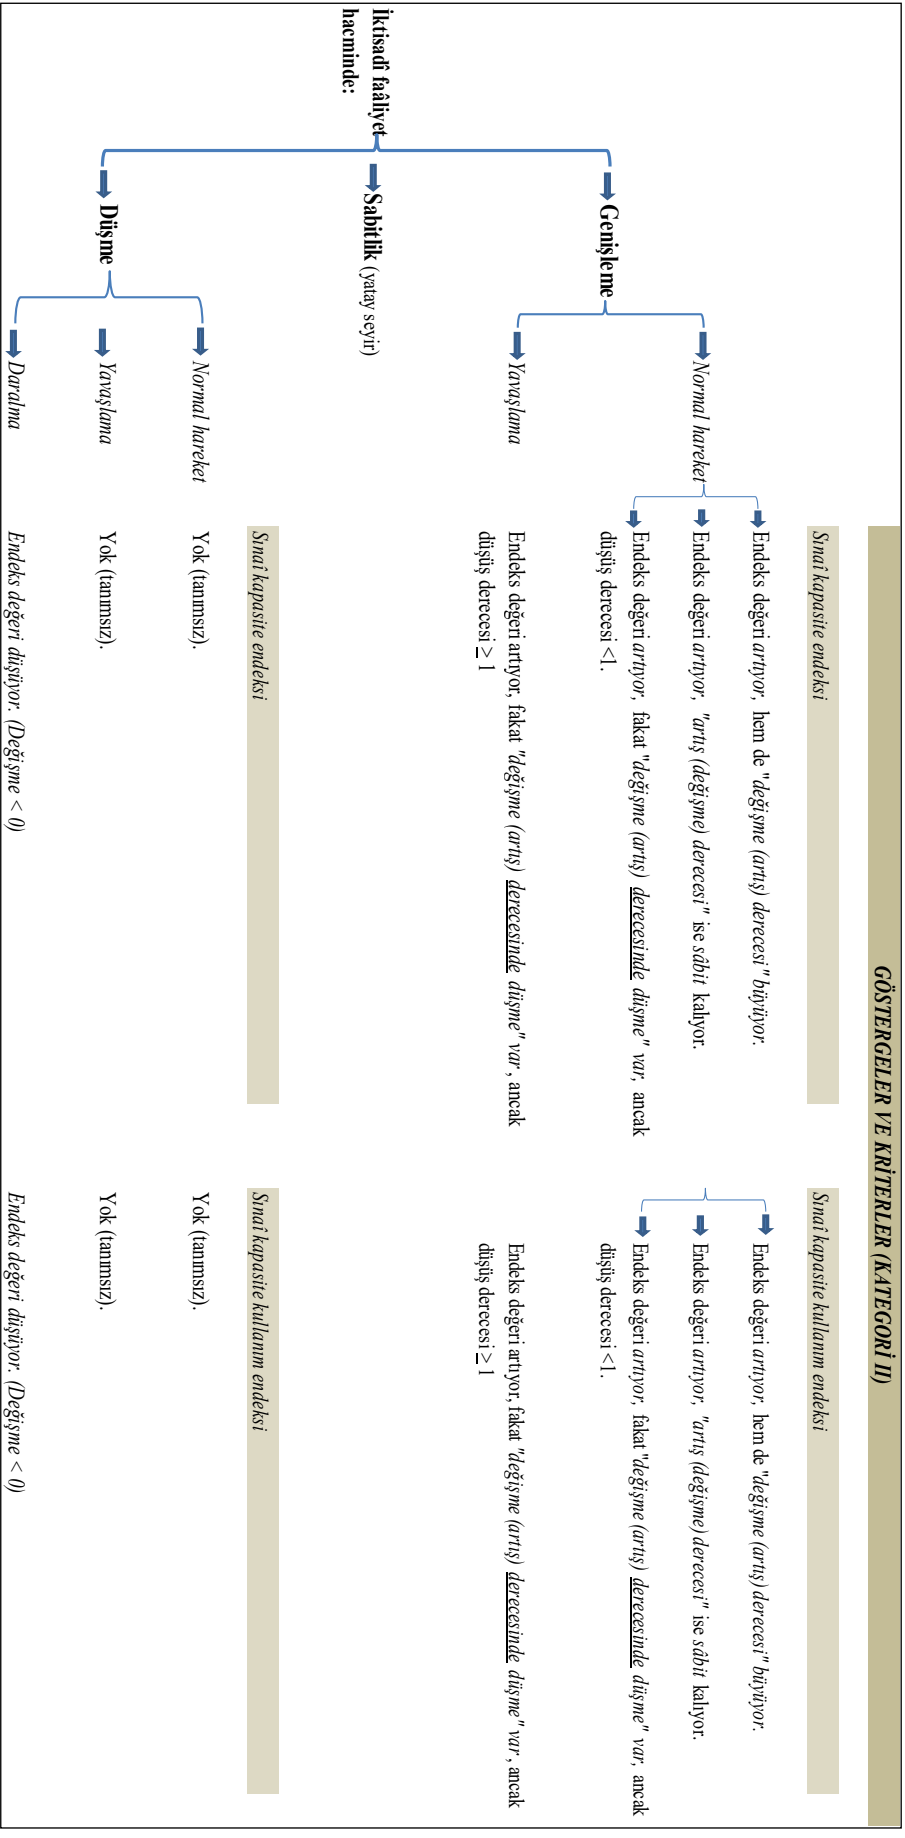 GÖSTERGELER VE KRİTERLER (KATEGORİ II)
Sınaî kapasite endeksi
Sınaî kapasite kullanım endeksi
Endeks değeri artıyor, hem de "değişme (artış) derecesi" büyüyor.
Endeks değeri artıyor, hem de "değişme (artış) derecesi" büyüyor.
Normal hareket
Endeks değeri artıyor, "artış (değişme) derecesi" ise sâbit kalıyor.
Endeks değeri artıyor, "artış (değişme) derecesi" ise sâbit kalıyor.
Endeks değeri artıyor, fakat "değişme (artış) derecesinde düşme" var, ancak
düşüş derecesi <1.
Endeks değeri artıyor, fakat "değişme (artış) derecesinde düşme" var, ancak
düşüş derecesi <1.
Genişleme
Yavaşlama
Endeks değeri artıyor, fakat "değişme (artış) derecesinde düşme" var, ancak
düşüş derecesi ≥ 1
Endeks değeri artıyor, fakat "değişme (artış) derecesinde düşme" var, ancak
düşüş derecesi ≥ 1
İktisadî faâliyet
hacminde:
Sabitlik (yatay seyir)
Sınaî kapasite endeksi
Sınaî kapasite kullanım endeksi
Normal hareket
Yok (tanımsız).
Yok (tanımsız).
Düşme
Yavaşlama
Yok (tanımsız).
Yok (tanımsız).
Daralma
Endeks değeri düşüyor. (Değişme < 0)
Endeks değeri düşüyor. (Değişme < 0)